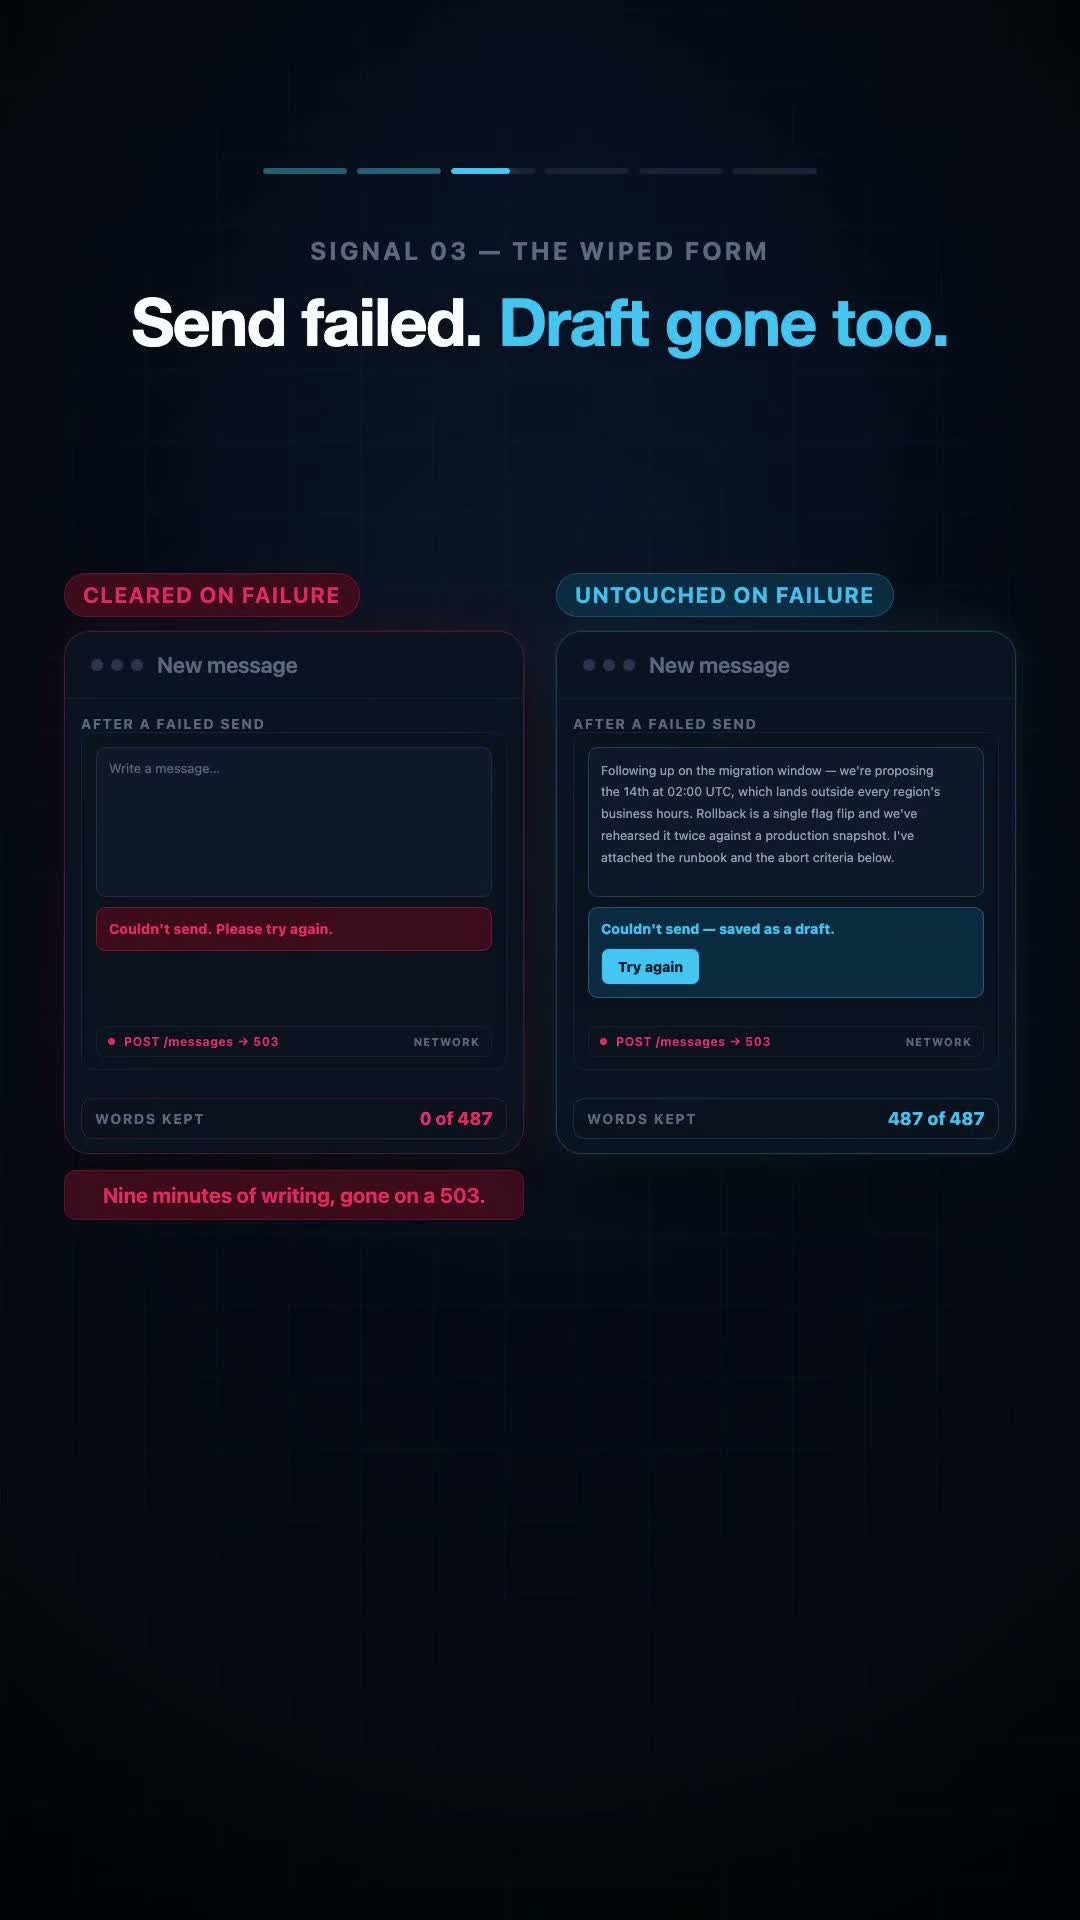 SIGNAL 03 — THE WIPED FORM
Send failed. Draft gone too.
CLEARED ON FAILURE
New message
AFTER A FAILED SEND
Write a message...
Couldn't send. Please try again.
POST /messages → 503
NETWORK
WORDS KEPT
0 of 487
Nine minutes of writing, gone on a 503.
UNTOUCHED ON FAILURE
New message
AFTER A FAILED SEND
Following up on the migration window — we're proposing
the 14th at 02:00 UTC, which lands outside every region's
business hours. Rollback is a single flag flip and we've
rehearsed it twice against a production snapshot. I've
attached the runbook and the abort criteria below.
Couldn't send — saved as a draft.
Try again
POST /messages → 503
NETWORK
WORDS KEPT
487 of 487